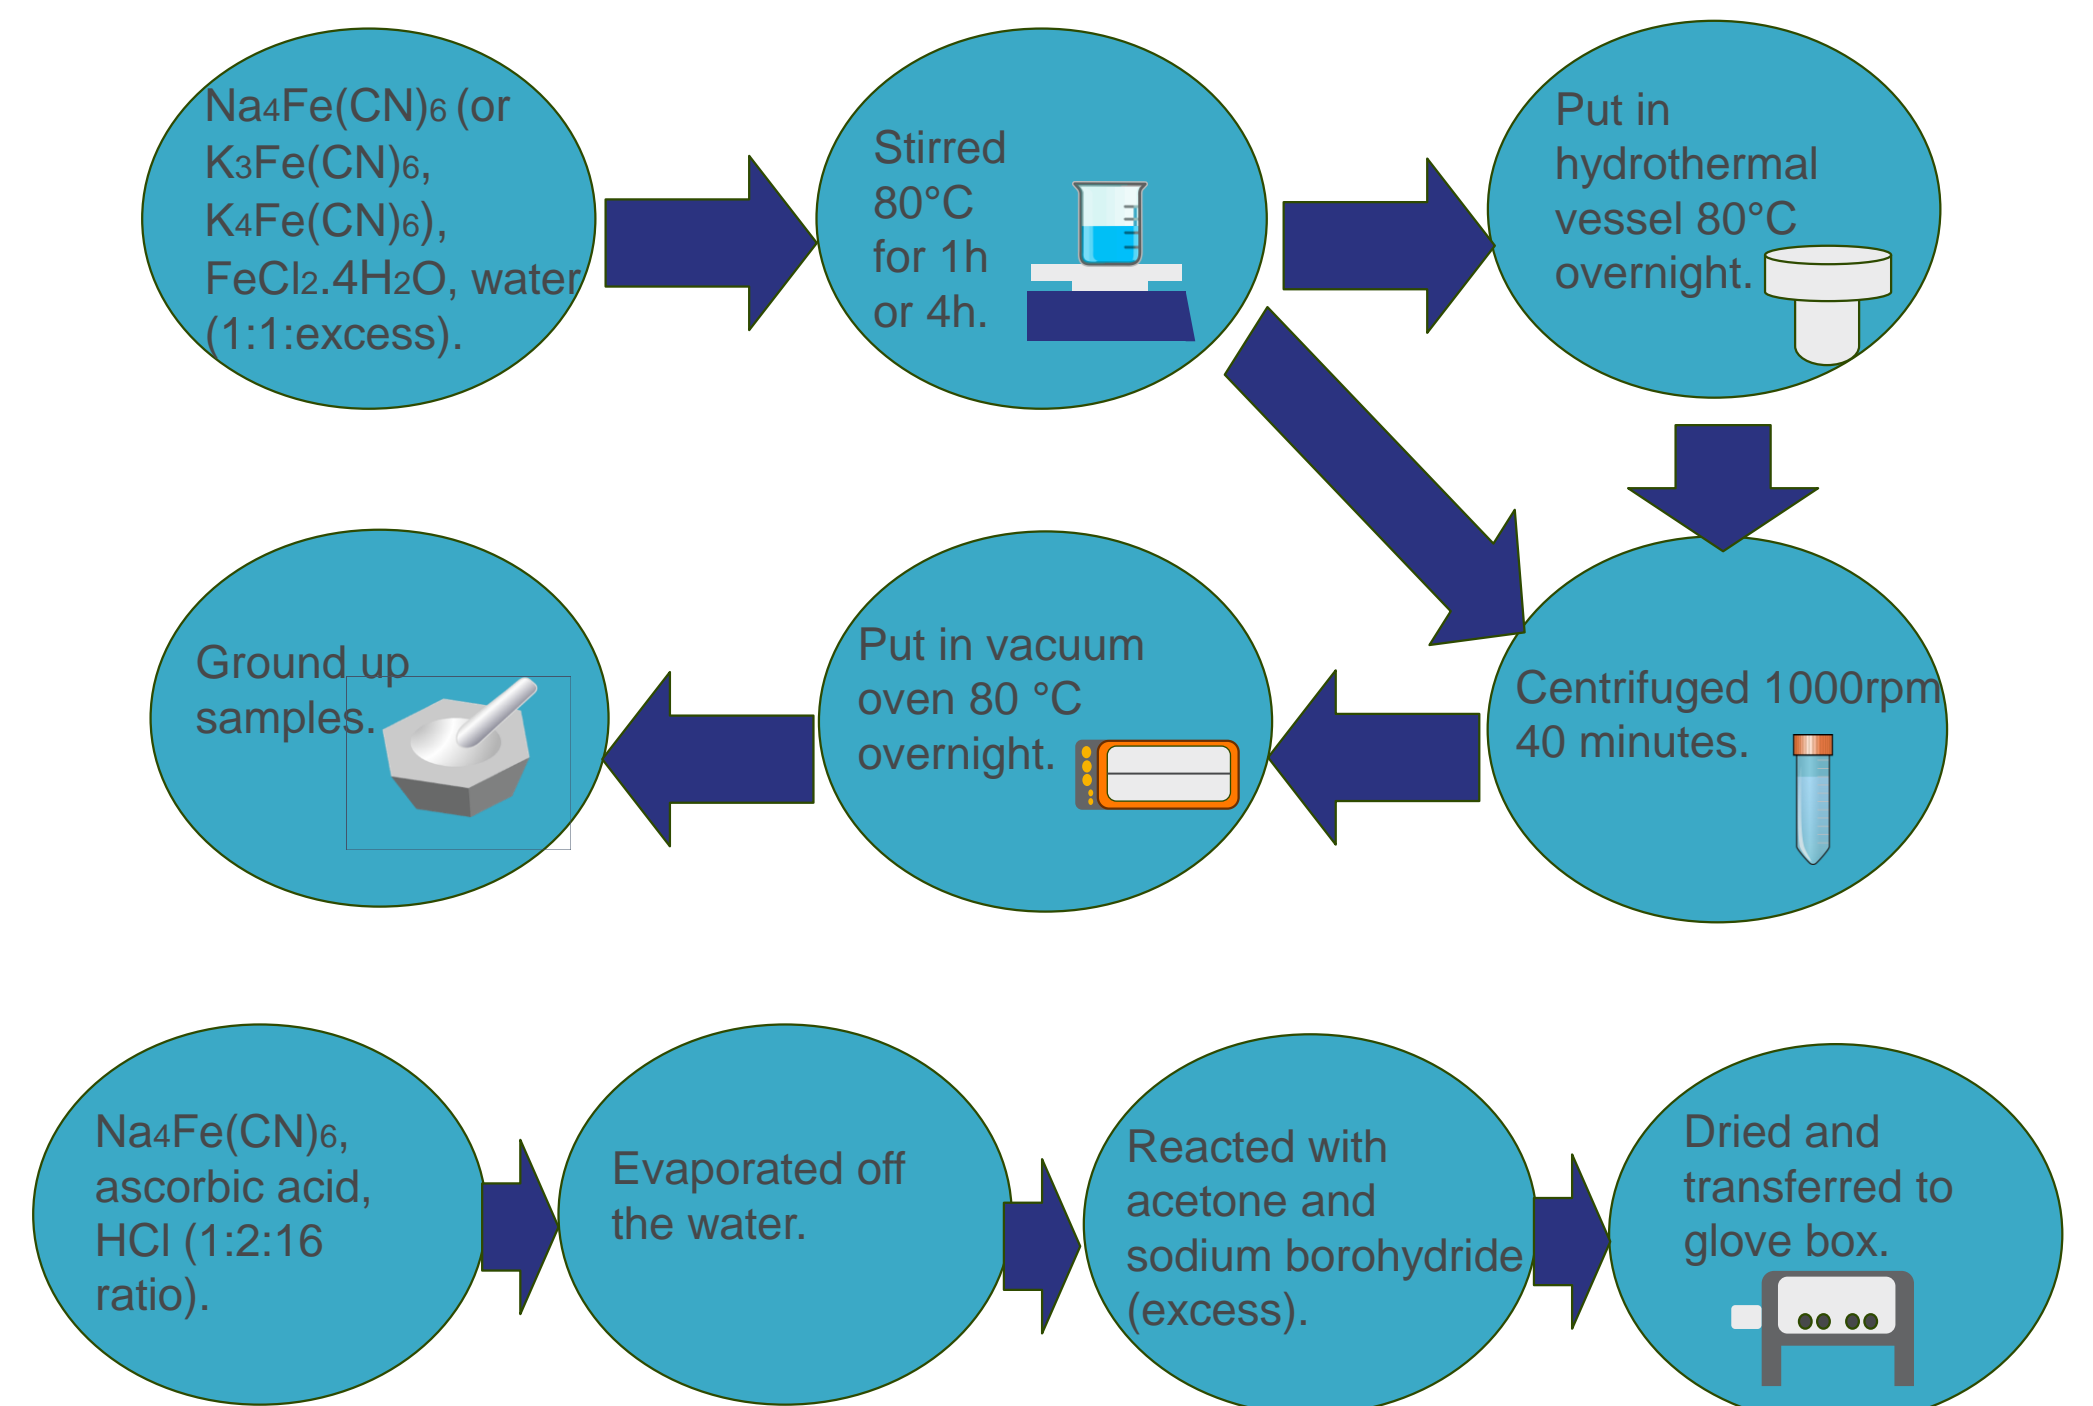 Na4Fe(CN)6 (or
K3Fe(CN)6,
K4Fe(CN)6),
FeCl2.4H2O, water
(1:1:excess).
Stirred
80°C
for 1h
or 4h.
Put in
hydrothermal
vessel 80°C
overnight.
Ground up
samples.
Put in vacuum
oven 80 °C
overnight.
Centrifuged 1000rpm
40 minutes.
Na4Fe(CN)6,
ascorbic acid,
HCl (1:2:16
ratio).
Evaporated off
the water.
Reacted with
acetone and
sodium borohydride
(excess).
Dried and
transferred to
glove box.